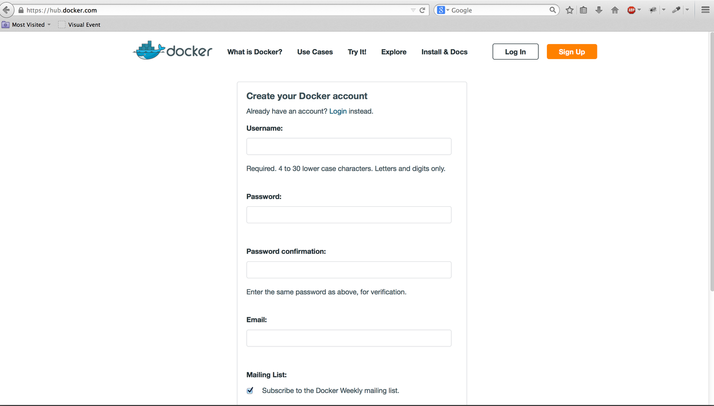 https://hub.docker.com
Google
Most Visited
Visual Event
docker
What is Docker?
Use Cases
Try It!
Explore
Install & Docs
Log In
Sign Up
Create your Docker account
Already have an account? Login instead.
Username:
Required. 4 to 30 lower case characters. Letters and digits only.
Password:
Password confirmation:
Enter the same password as above, for verification.
Email:
Mailing List:
Subscribe to the Docker Weekly mailing list.